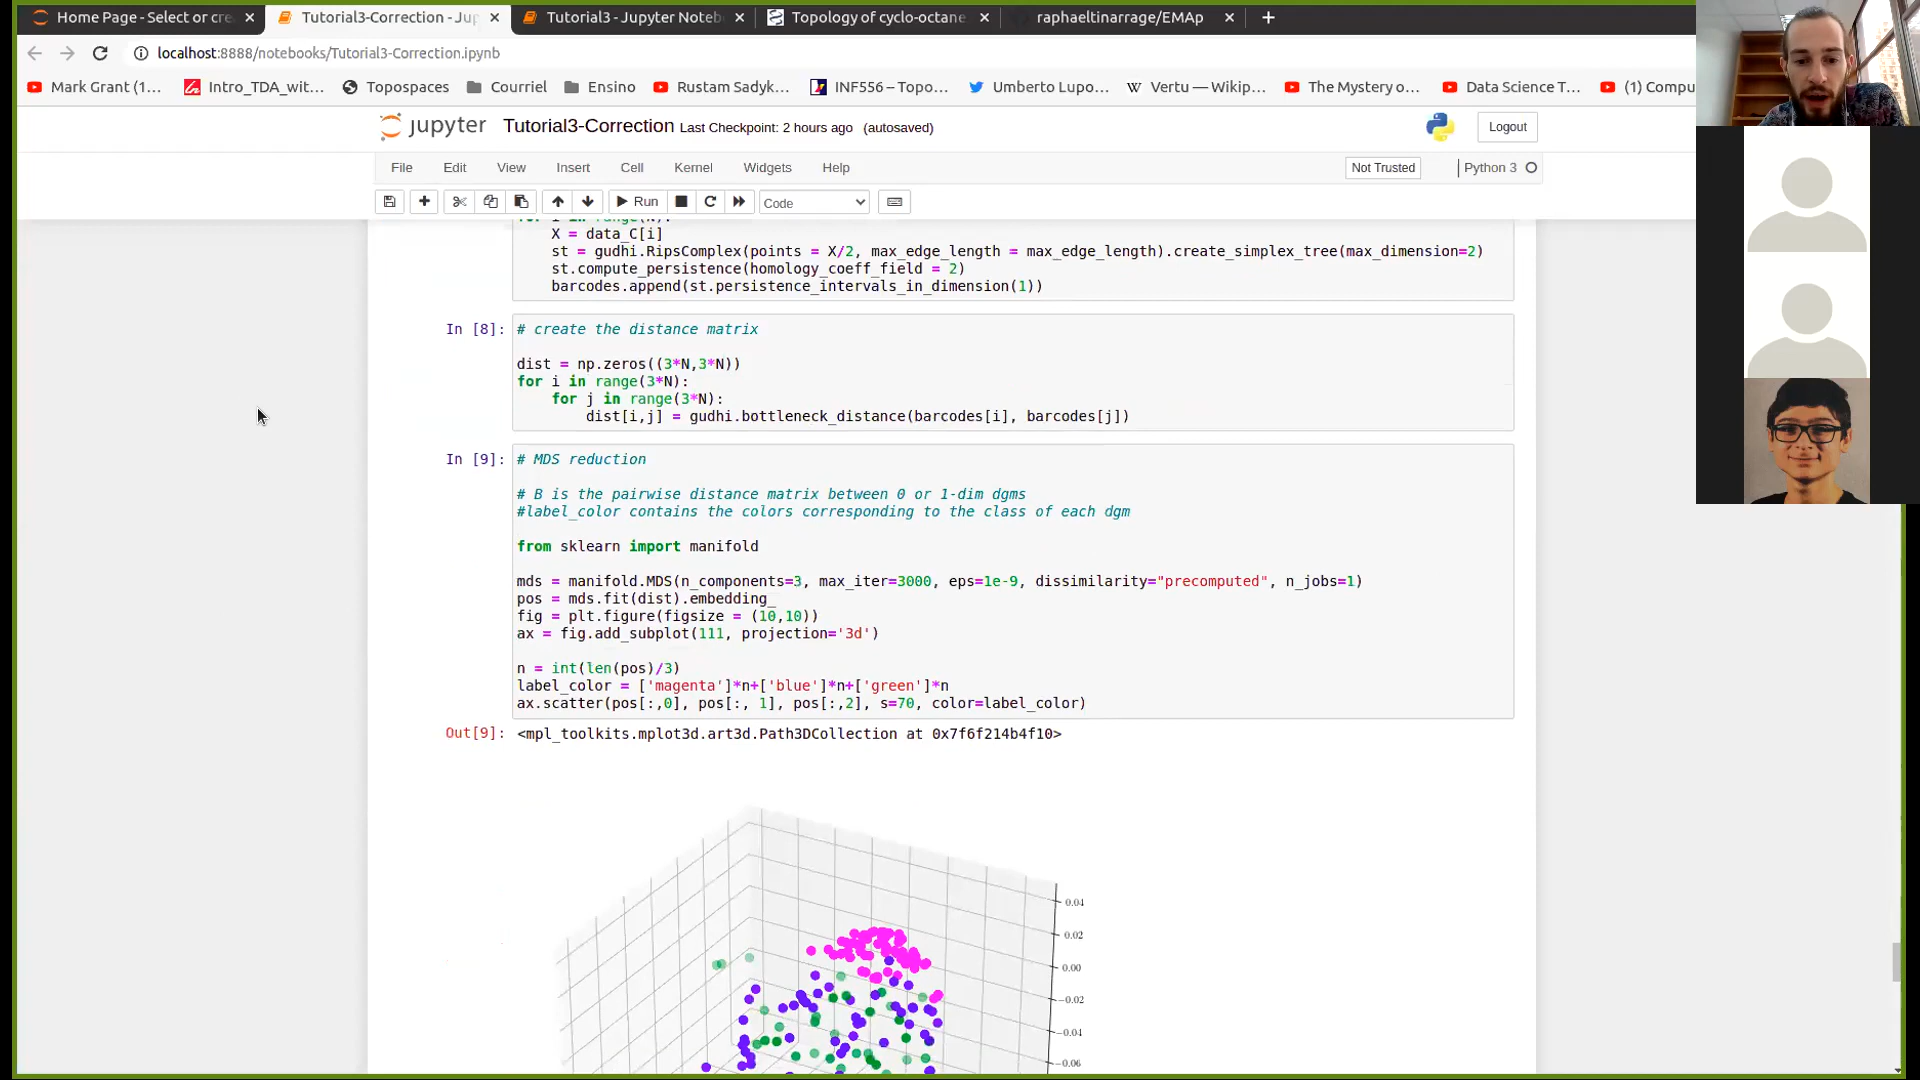 Home Page - Select or cre
Tutorial3-Correction - Jup
Tutorial3 - Jupyter Noteb
Topology of cyclo-octane
raphaeltinarrage/EMAp
localhost:8888/notebooks/Tutorial3-Correction.ipynb
Mark Grant (1...
Intro_TDA_wit...
Topospaces
Courriel
Ensino
Rustam Sadyk...
INF556 – Topo...
Umberto Lupo...
Vertu — Wikip...
The Mystery o...
Data Science T...
(1) Compu
jupyter Tutorial3-Correction Last Checkpoint: 2 hours ago (autosaved)
Logout
File Edit View Insert Cell Kernel Widgets Help
Not Trusted
Python 3
Run
Code
for i in range(N):
X = data_C[i]
st = gudhi.RipsComplex(points = X/2, max_edge_length = max_edge_length).create_simplex_tree(max_dimension=2)
st.compute_persistence(homology_coeff_field = 2)
barcodes.append(st.persistence_intervals_in_dimension(1))
In [8]:
# create the distance matrix
dist = np.zeros((3*N,3*N))
for i in range(3*N):
for j in range(3*N):
dist[i,j] = gudhi.bottleneck_distance(barcodes[i], barcodes[j])
In [9]:
# MDS reduction
# B is the pairwise distance matrix between 0 or 1-dim dgms
#label_color contains the colors corresponding to the class of each dgm
from sklearn import manifold
mds = manifold.MDS(n_components=3, max_iter=3000, eps=1e-9, dissimilarity="precomputed", n_jobs=1)
pos = mds.fit(dist).embedding_
fig = plt.figure(figsize = (10,10))
ax = fig.add_subplot(111, projection='3d')
n = int(len(pos)/3)
label_color = ['magenta']*n+['blue']*n+['green']*n
ax.scatter(pos[:,0], pos[:, 1], pos[:,2], s=70, color=label_color)
Out[9]: <mpl_toolkits.mplot3d.art3d.Path3DCollection at 0x7f6f214b4f10>
0.04
0.02
0.00
−0.02
−0.04
−0.06